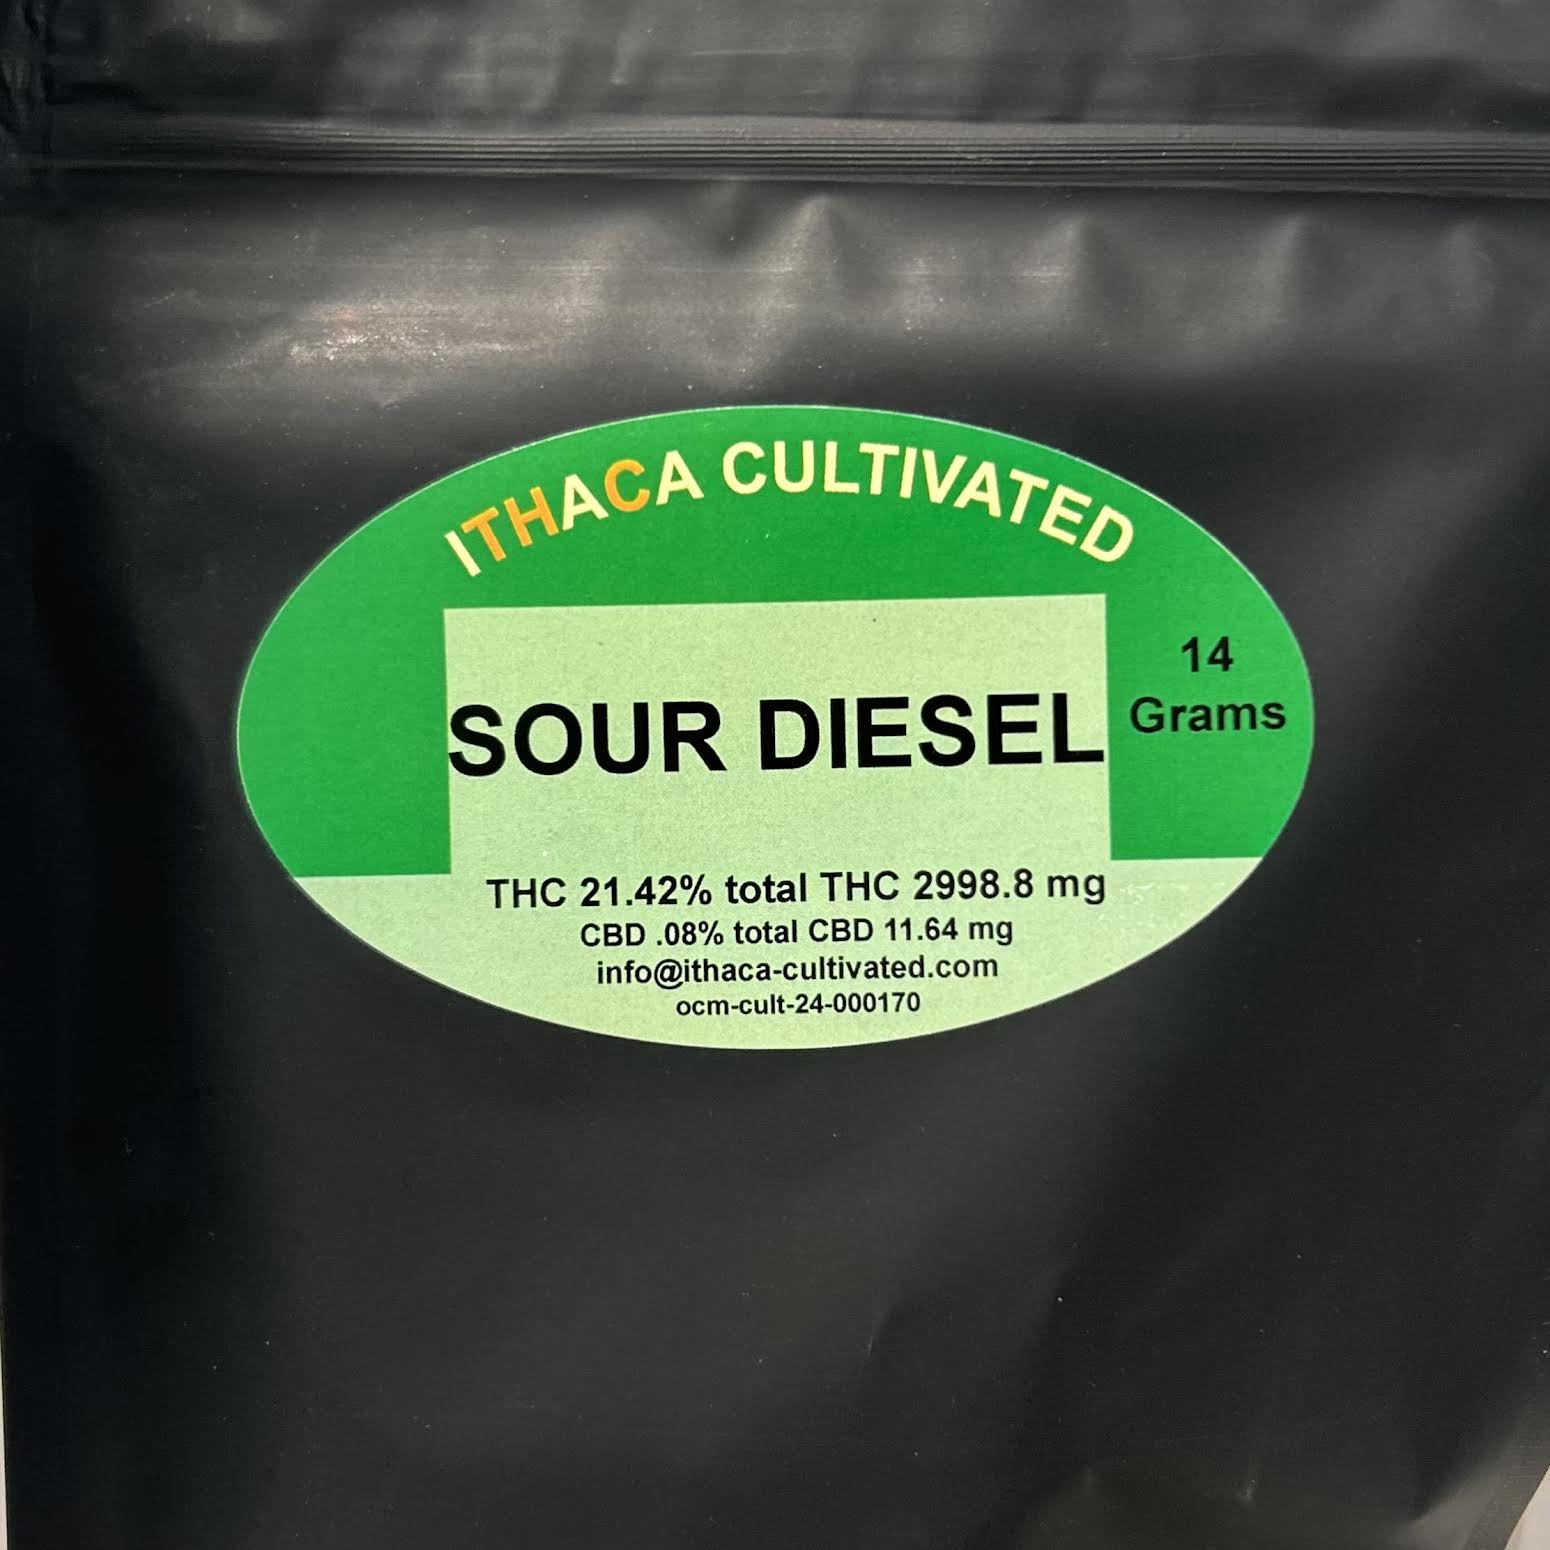 ITHACA CULTIVATED
14
Grams
SOUR DIESEL
THC 21.42% total THC 2998.8 mg
CBD .08% total CBD 11.64 mg
info@ithaca-cultivated.com
ocm-cult-24-000170